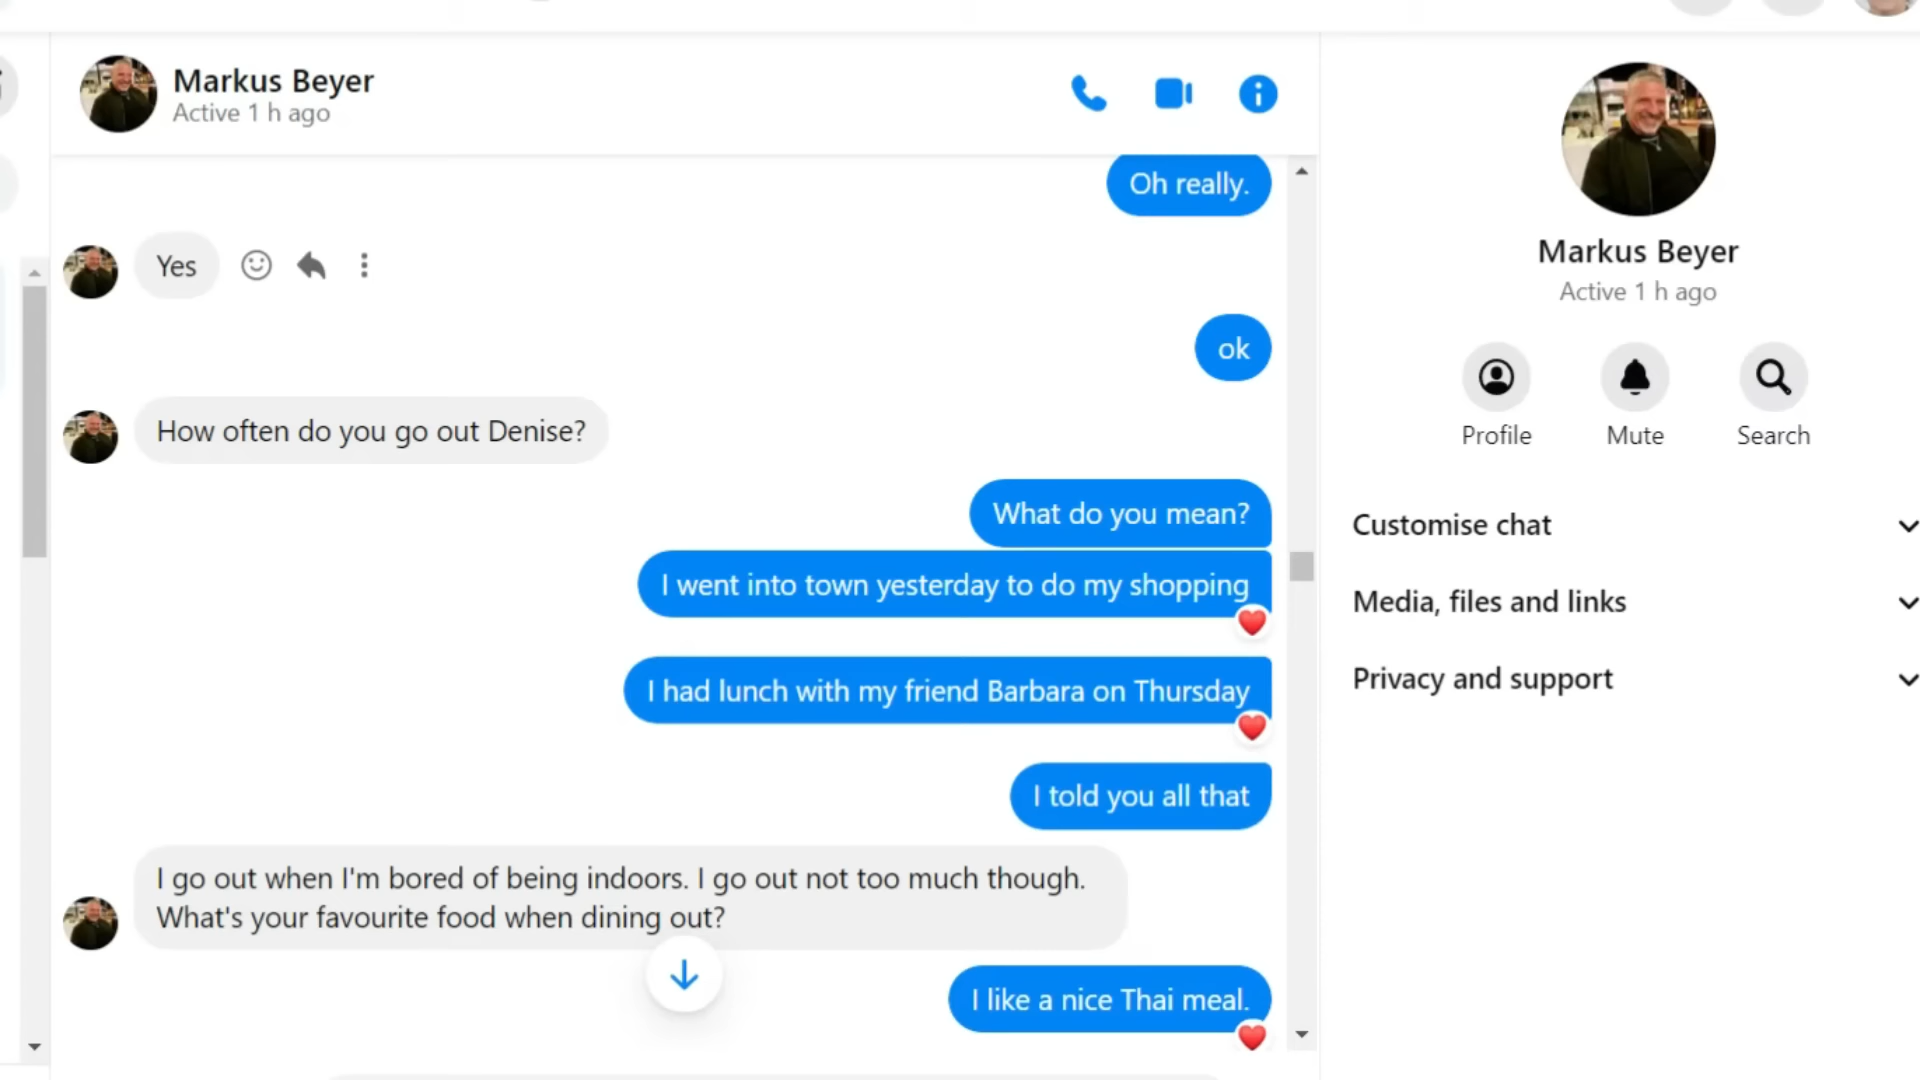 Markus Beyer
Active 1 h ago
Oh really.
Yes
ok
How often do you go out Denise?
What do you mean?
I went into town yesterday to do my shopping
I had lunch with my friend Barbara on Thursday
I told you all that
I go out when I'm bored of being indoors. I go out not too much though.
What's your favourite food when dining out?
I like a nice Thai meal.
Markus Beyer
Active 1 h ago
Profile
Mute
Search
Customise chat
Media, files and links
Privacy and support